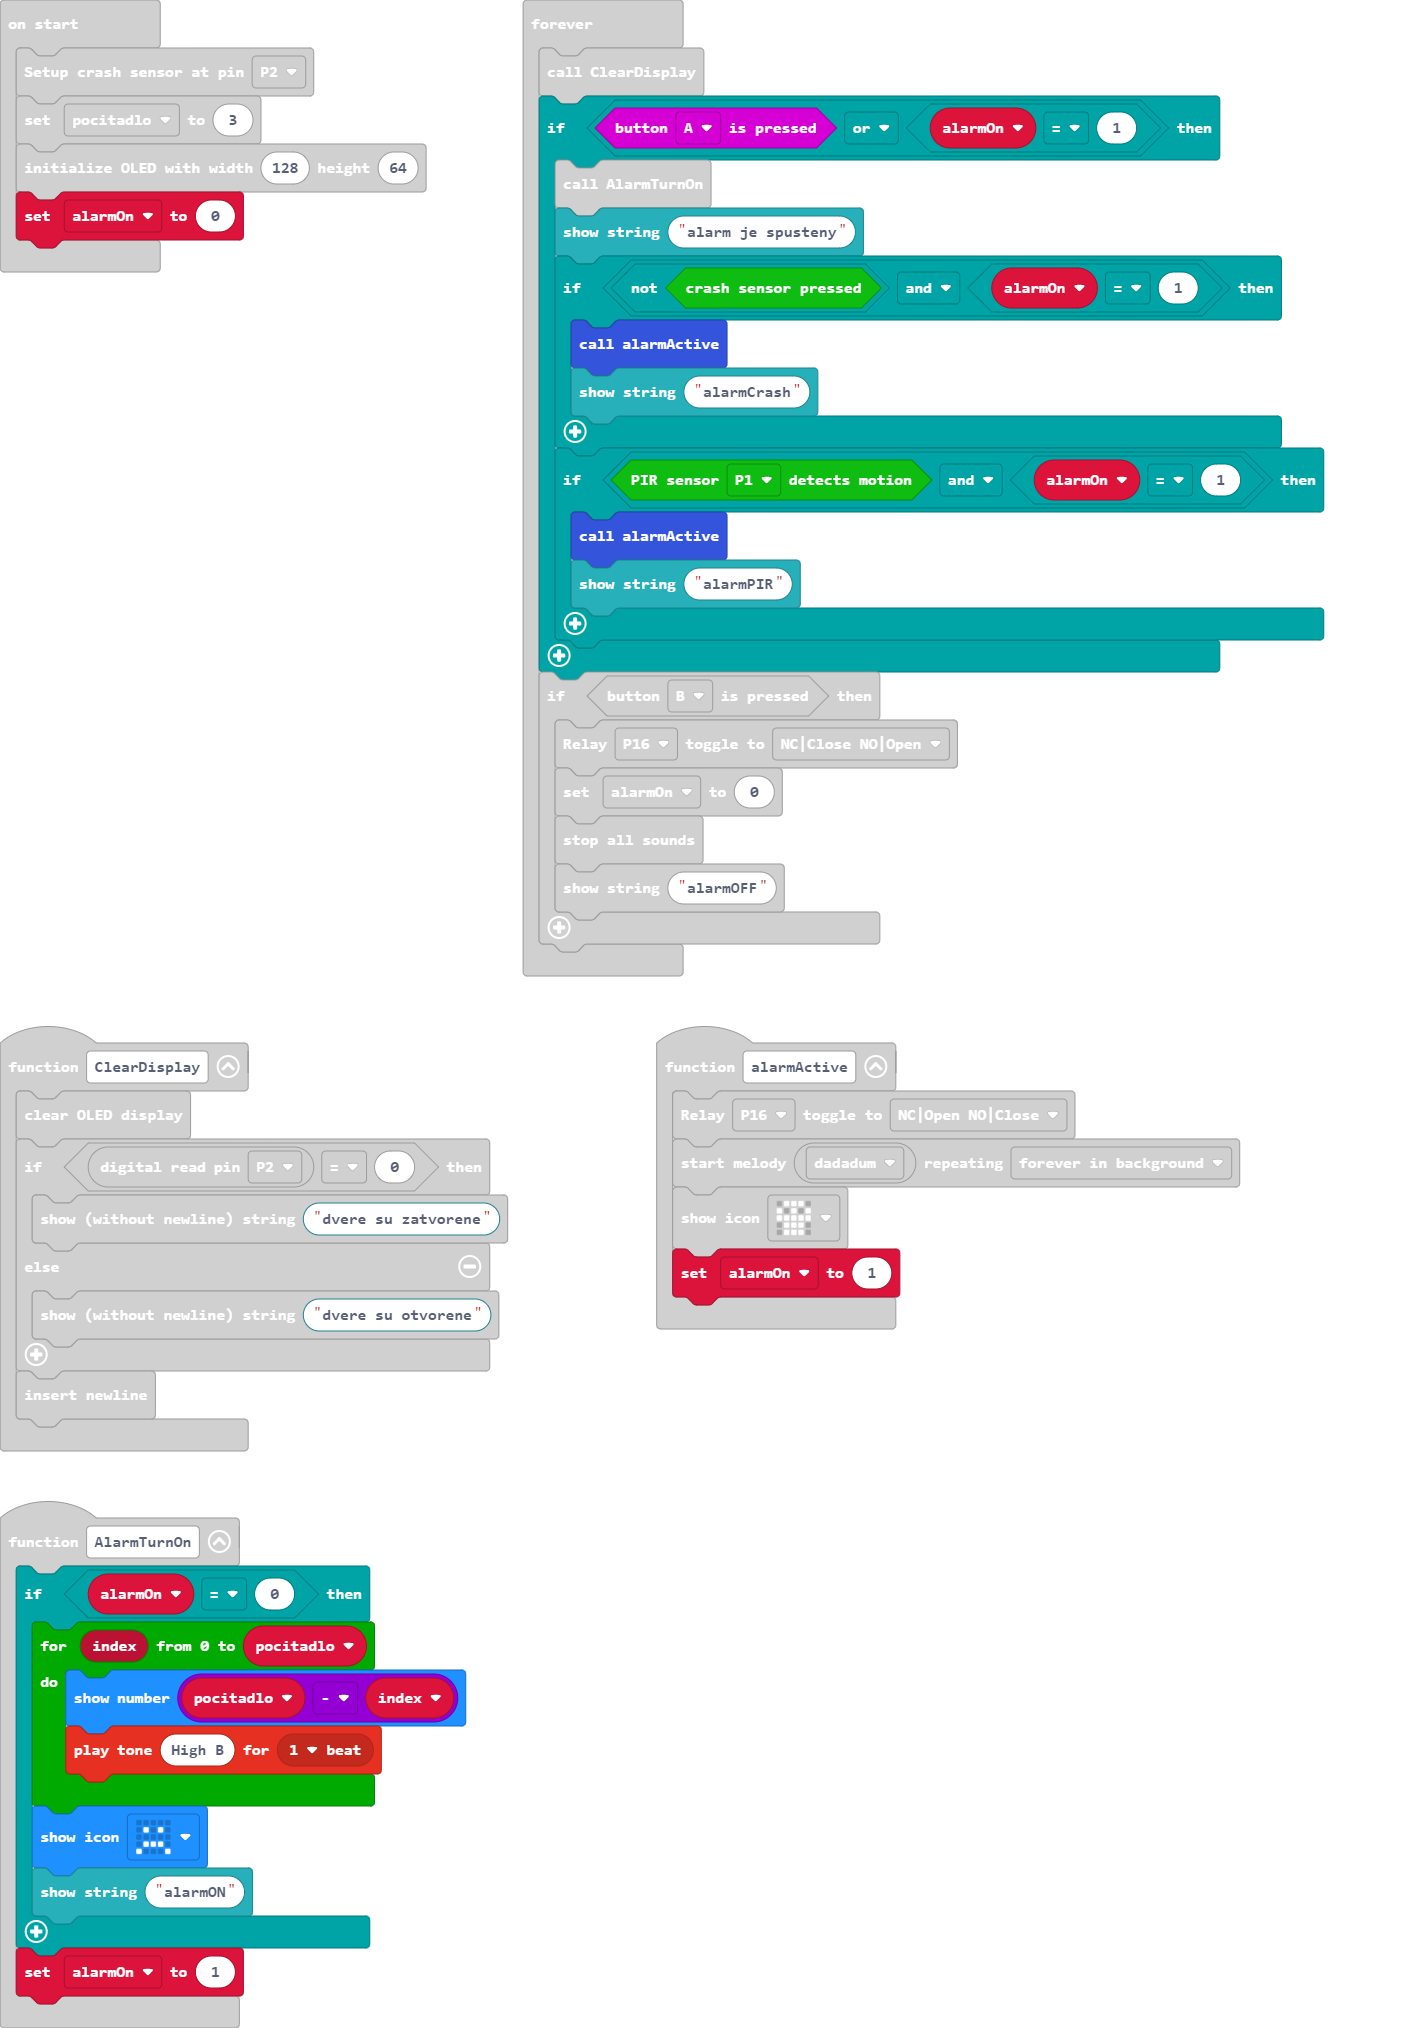 on start
Setup crash sensor at pin P2
set pocitadlo to 3
initialize OLED with width 128 height 64
set alarmOn to 0
forever
call ClearDisplay
if button A is pressed or alarmOn = 1 then
call AlarmTurnOn
show string "alarm je spusteny"
if not crash sensor pressed and alarmOn = 1 then
call alarmActive
show string "alarmCrash"
if PIR sensor P1 detects motion and alarmOn = 1 then
call alarmActive
show string "alarmPIR"
if button B is pressed then
Relay P16 toggle to NC|Close NO|Open
set alarmOn to 0
stop all sounds
show string "alarmOFF"
function ClearDisplay
clear OLED display
if digital read pin P2 = 0 then
show (without newline) string "dvere su zatvorene"
else
show (without newline) string "dvere su otvorene"
insert newline
function alarmActive
Relay P16 toggle to NC|Open NO|Close
start melody dadadum repeating forever in background
show icon
set alarmOn to 1
function AlarmTurnOn
if alarmOn = 0 then
for index from 0 to pocitadlo
do
show number pocitadlo - index
play tone High B for 1 beat
show icon
show string "alarmON"
set alarmOn to 1